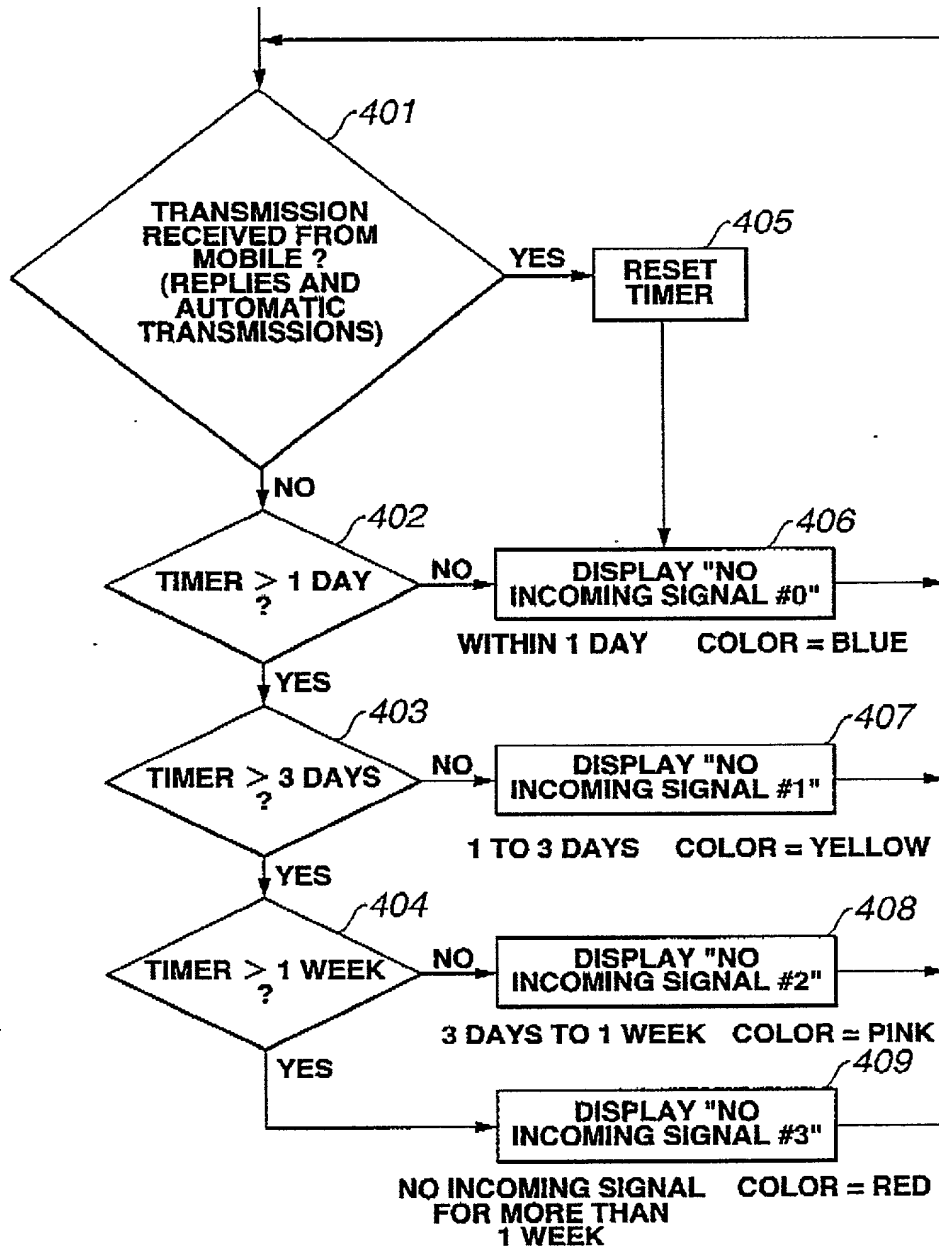 401
TRANSMISSION
RECEIVED FROM
MOBILE ?
(REPLIES AND
AUTOMATIC
TRANSMISSIONS)
YES
405
RESET
TIMER
NO
402
TIMER > 1 DAY
?
NO
406
DISPLAY "NO
INCOMING SIGNAL #0"
WITHIN 1 DAY COLOR = BLUE
YES
403
TIMER > 3 DAYS
?
NO
407
DISPLAY "NO
INCOMING SIGNAL #1"
1 TO 3 DAYS COLOR = YELLOW
YES
404
TIMER > 1 WEEK
?
NO
408
DISPLAY "NO
INCOMING SIGNAL #2"
3 DAYS TO 1 WEEK COLOR = PINK
YES
409
DISPLAY "NO
INCOMING SIGNAL #3"
NO INCOMING SIGNAL COLOR = RED
FOR MORE THAN
1 WEEK